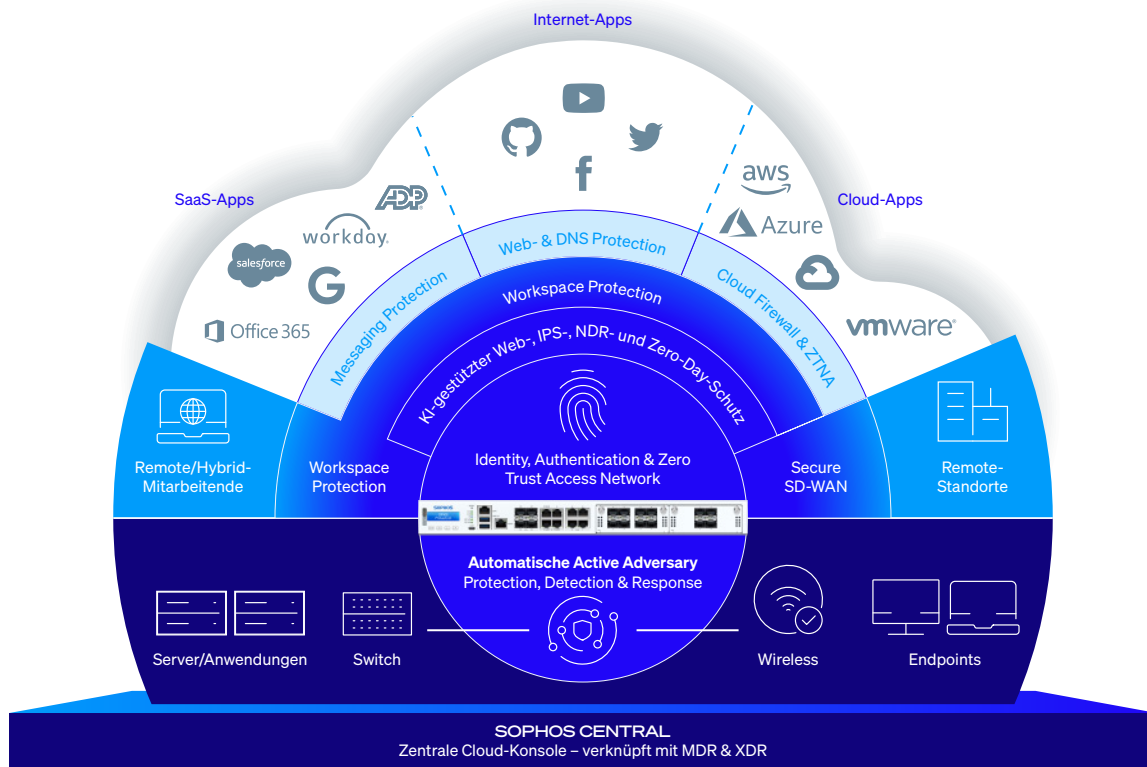 Internet-Apps
SaaS-Apps
Cloud-Apps
ADP
workday.
salesforce
G
Office 365
f
aws
Azure
vmware®
Messaging Protection
Web- & DNS Protection
Cloud Firewall & ZTNA
Workspace Protection
KI-gestützter Web-, IPS-, NDR- und Zero-Day-Schutz
Remote/Hybrid-
Mitarbeitende
Workspace
Protection
Identity, Authentication & Zero
Trust Access Network
Secure
SD-WAN
Remote-
Standorte
SOPHOS
Automatische Active Adversary
Protection, Detection & Response
Server/Anwendungen
Switch
Wireless
Endpoints
SOPHOS CENTRAL
Zentrale Cloud-Konsole – verknüpft mit MDR & XDR